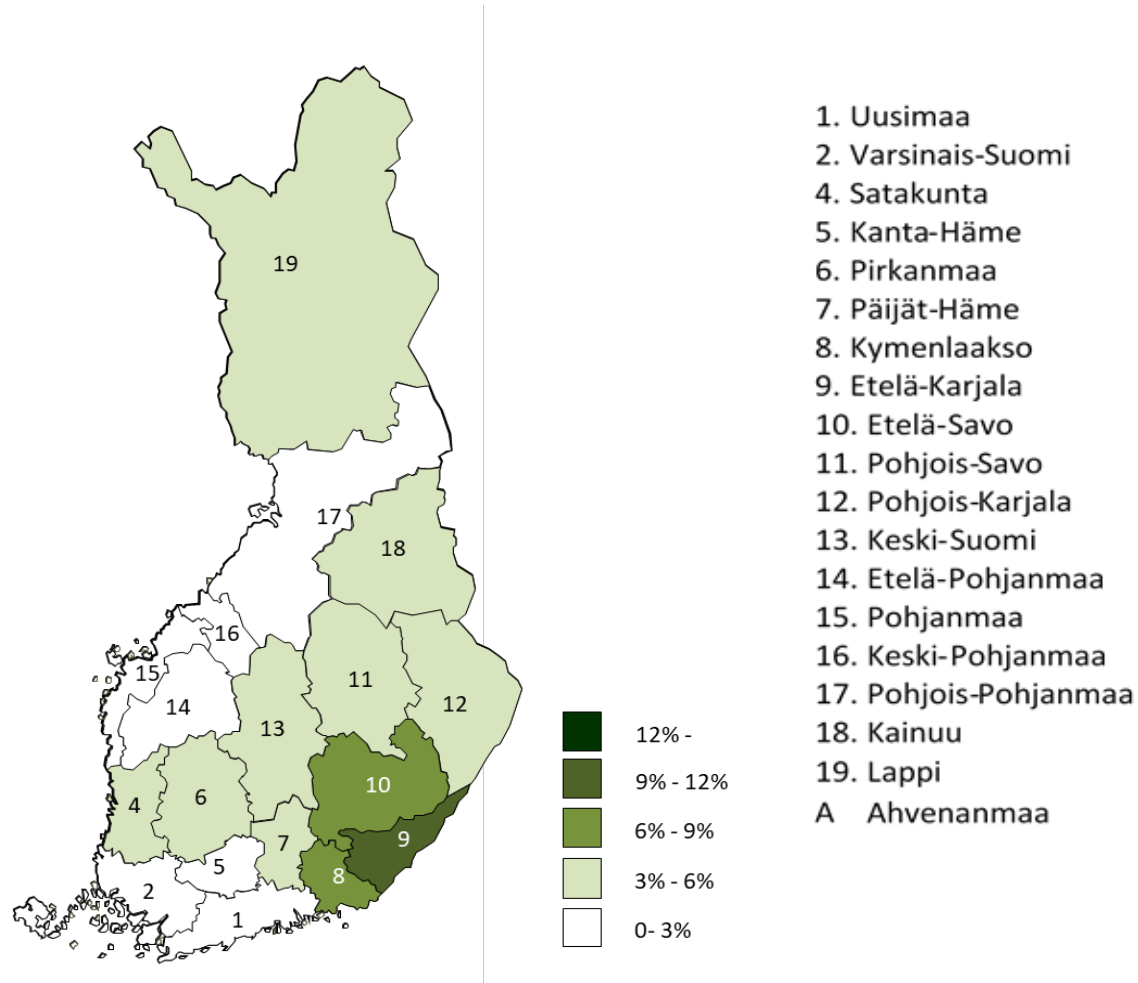 19
17
18
16
15
14
11
12
13
10
4
6
7
9
5
8
2
1
12% -
9% - 12%
6% - 9%
3% - 6%
0- 3%
1. Uusimaa
2. Varsinais-Suomi
4. Satakunta
5. Kanta-Häme
6. Pirkanmaa
7. Päijät-Häme
8. Kymenlaakso
9. Etelä-Karjala
10. Etelä-Savo
11. Pohjois-Savo
12. Pohjois-Karjala
13. Keski-Suomi
14. Etelä-Pohjanmaa
15. Pohjanmaa
16. Keski-Pohjanmaa
17. Pohjois-Pohjanmaa
18. Kainuu
19. Lappi
A Ahvenanmaa